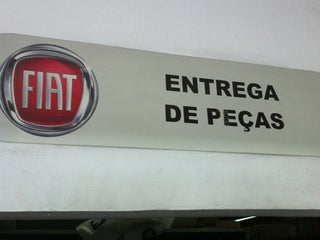 FIAT
ENTREGA
DE PEÇAS